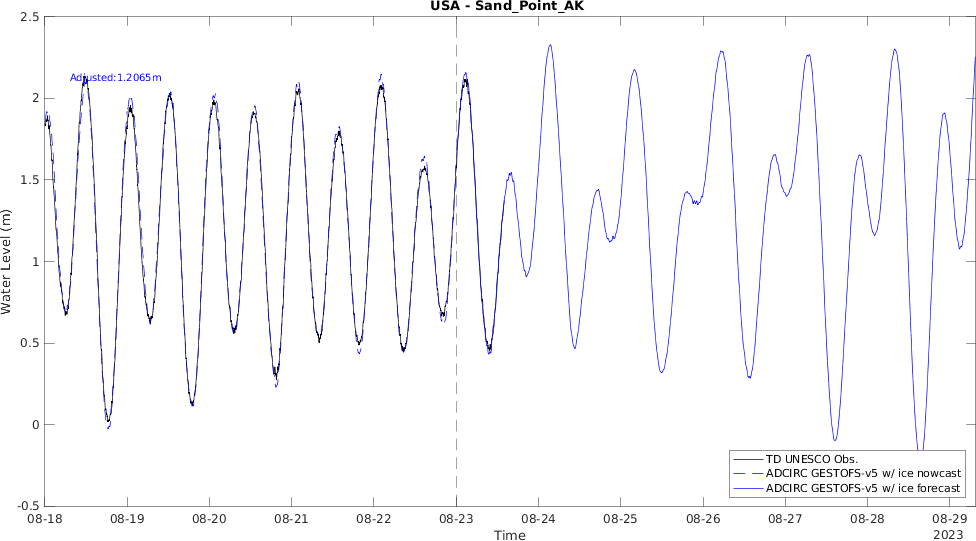 USA - Sand_Point_AK
Adjusted:1.2065m
2.5
2
1.5
1
0.5
0
-0.5
Water Level (m)
TD UNESCO Obs.
ADCIRC GESTOFS-v5 w/ ice nowcast
ADCIRC GESTOFS-v5 w/ ice forecast
08-18 08-19 08-20 08-21 08-22 08-23 08-24 08-25 08-26 08-27 08-28 08-29
Time
2023